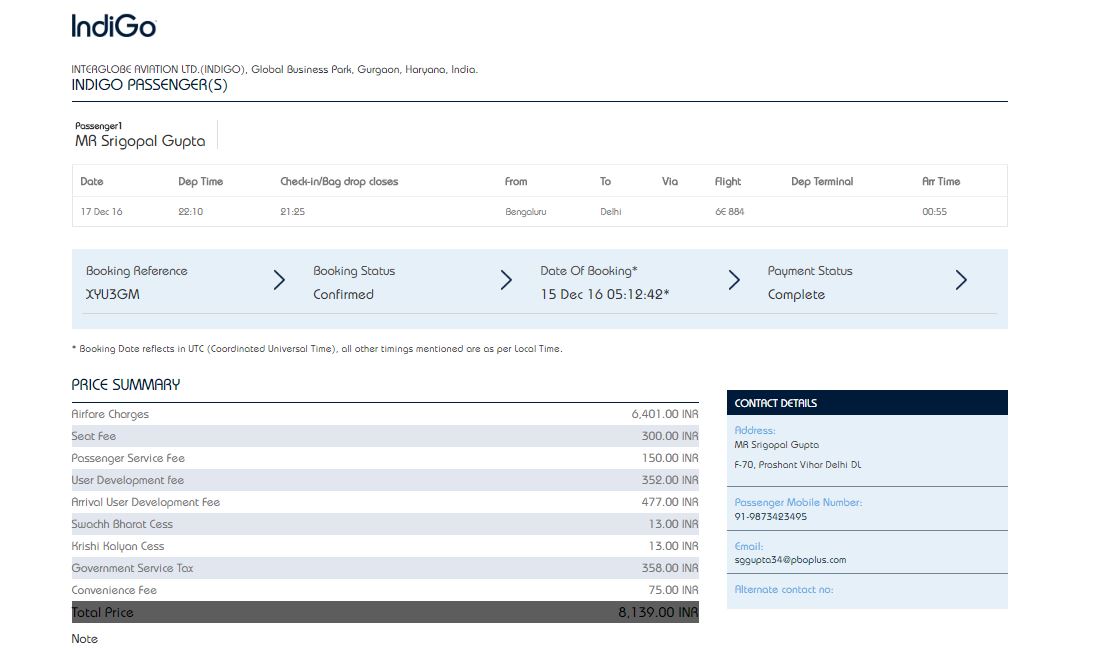 IndiGo
INTERGLOBE AVIATION LTD.(INDIGO), Global Business Park, Gurgaon, Haryana, India.
INDIGO PASSENGER(S)
Passenger1
MR Srigopal Gupta
Date Dep Time Check-in/Bag drop closes From To Via Flight Dep Terminal Arr Time
17 Dec 16 22:10 21:25 Bengaluru Delhi 6E 884 00:55
Booking Reference Booking Status Date Of Booking* Payment Status
XYU3GM Confirmed 15 Dec 16 05:12:42* Complete
* Booking Date reflects in UTC (Coordinated Universal Time), all other timings mentioned are as per Local Time.
PRICE SUMMARY
Airfare Charges 6,401.00 INR
Seat Fee 300.00 INR
Passenger Service Fee 150.00 INR
User Development fee 352.00 INR
Arrival User Development Fee 477.00 INR
Swachh Bharat Cess 13.00 INR
Krishi Kalyan Cess 13.00 INR
Government Service Tax 358.00 INR
Convenience Fee 75.00 INR
Total Price 8,139.00 INR
Note
CONTACT DETAILS
Address:
MR Srigopal Gupta
F-70, Prashant Vihar Delhi DL
Passenger Mobile Number:
91-9873423495
Email:
sggupta34@pbaplus.com
Alternate contact no: